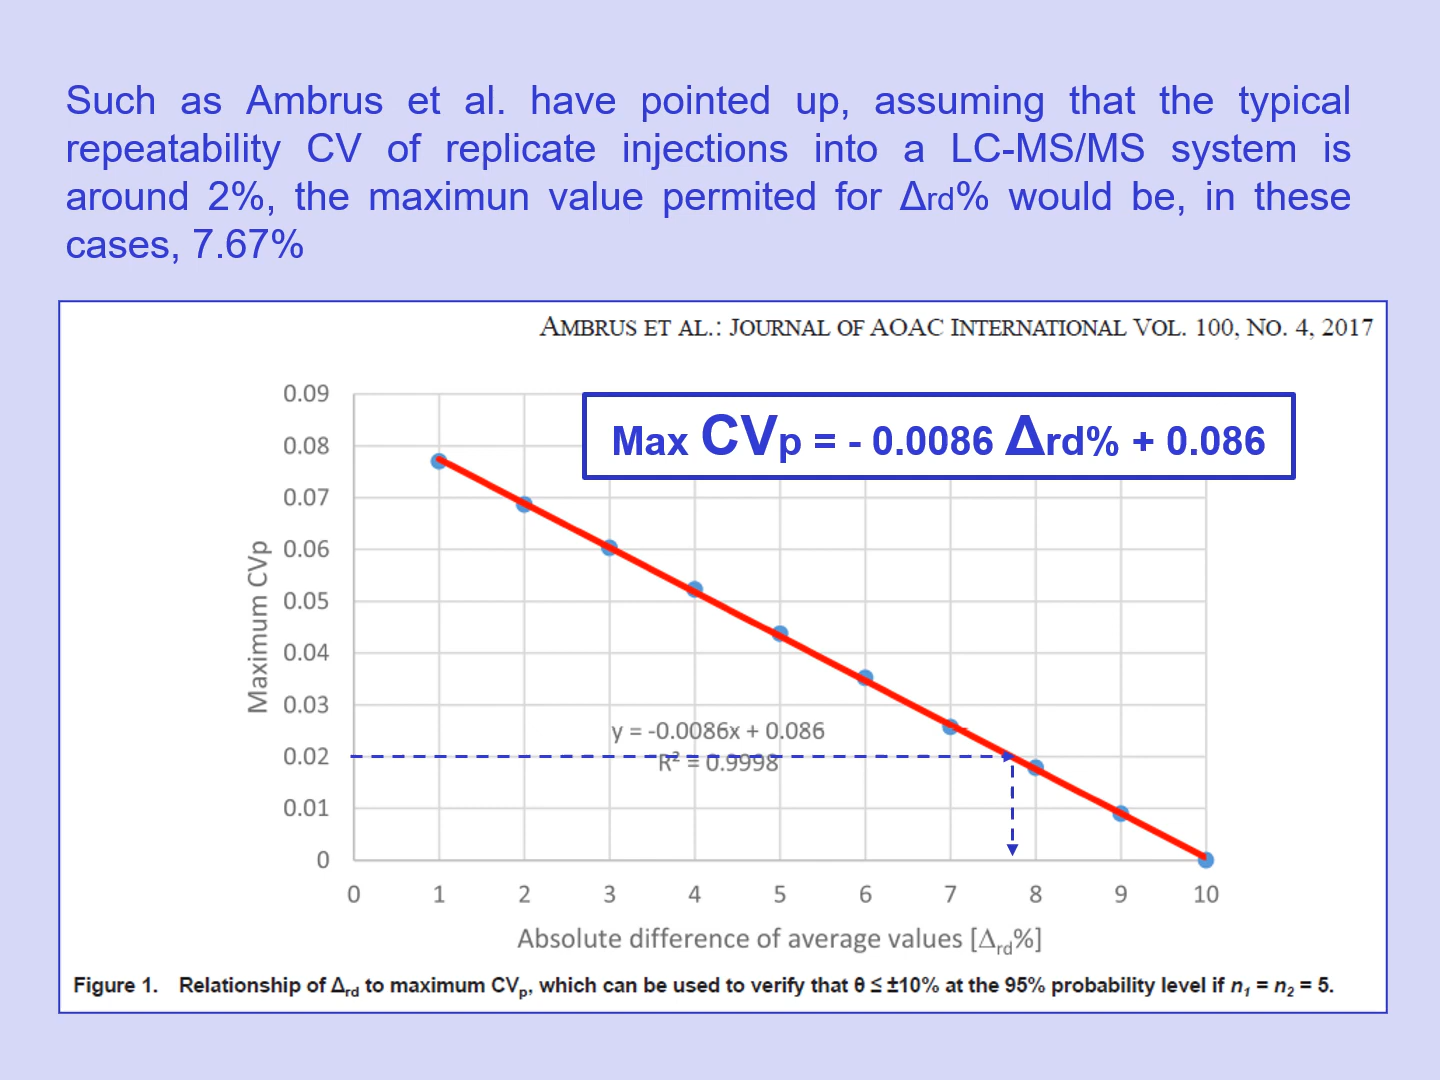 Such as Ambrus et al. have pointed up, assuming that the typical
repeatability CV of replicate injections into a LC-MS/MS system is
around 2%, the maximun value permited for Δrd% would be, in these
cases, 7.67%
AMBRUS ET AL.: JOURNAL OF AOAC INTERNATIONAL VOL. 100, NO. 4, 2017
Max CVp = - 0.0086 Δrd% + 0.086
0.09
0.08
0.07
0.06
0.05
0.04
0.03
0.02
0.01
0
Maximum CVp
y = -0.0086x + 0.086
R² = 0.9998
0 1 2 3 4 5 6 7 8 9 10
Absolute difference of average values [Δrd%]
Figure 1. Relationship of Δrd to maximum CVp, which can be used to verify that θ ≤ ±10% at the 95% probability level if n1 = n2 = 5.